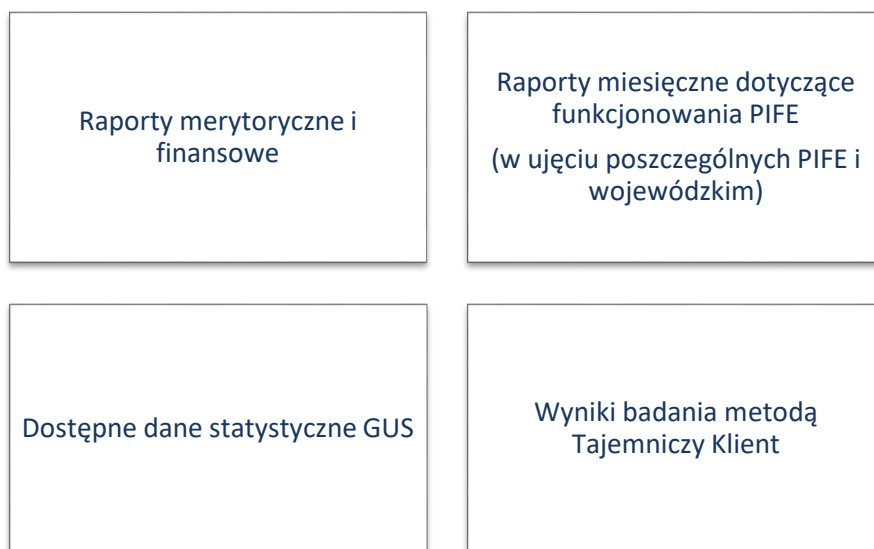 Raporty merytoryczne i
finansowe
Raporty miesięczne dotyczące
funkcjonowania PIFE
(w ujęciu poszczególnych PIFE i
wojewódzkim)
Dostępne dane statystyczne GUS
Wyniki badania metodą
Tajemniczy Klient